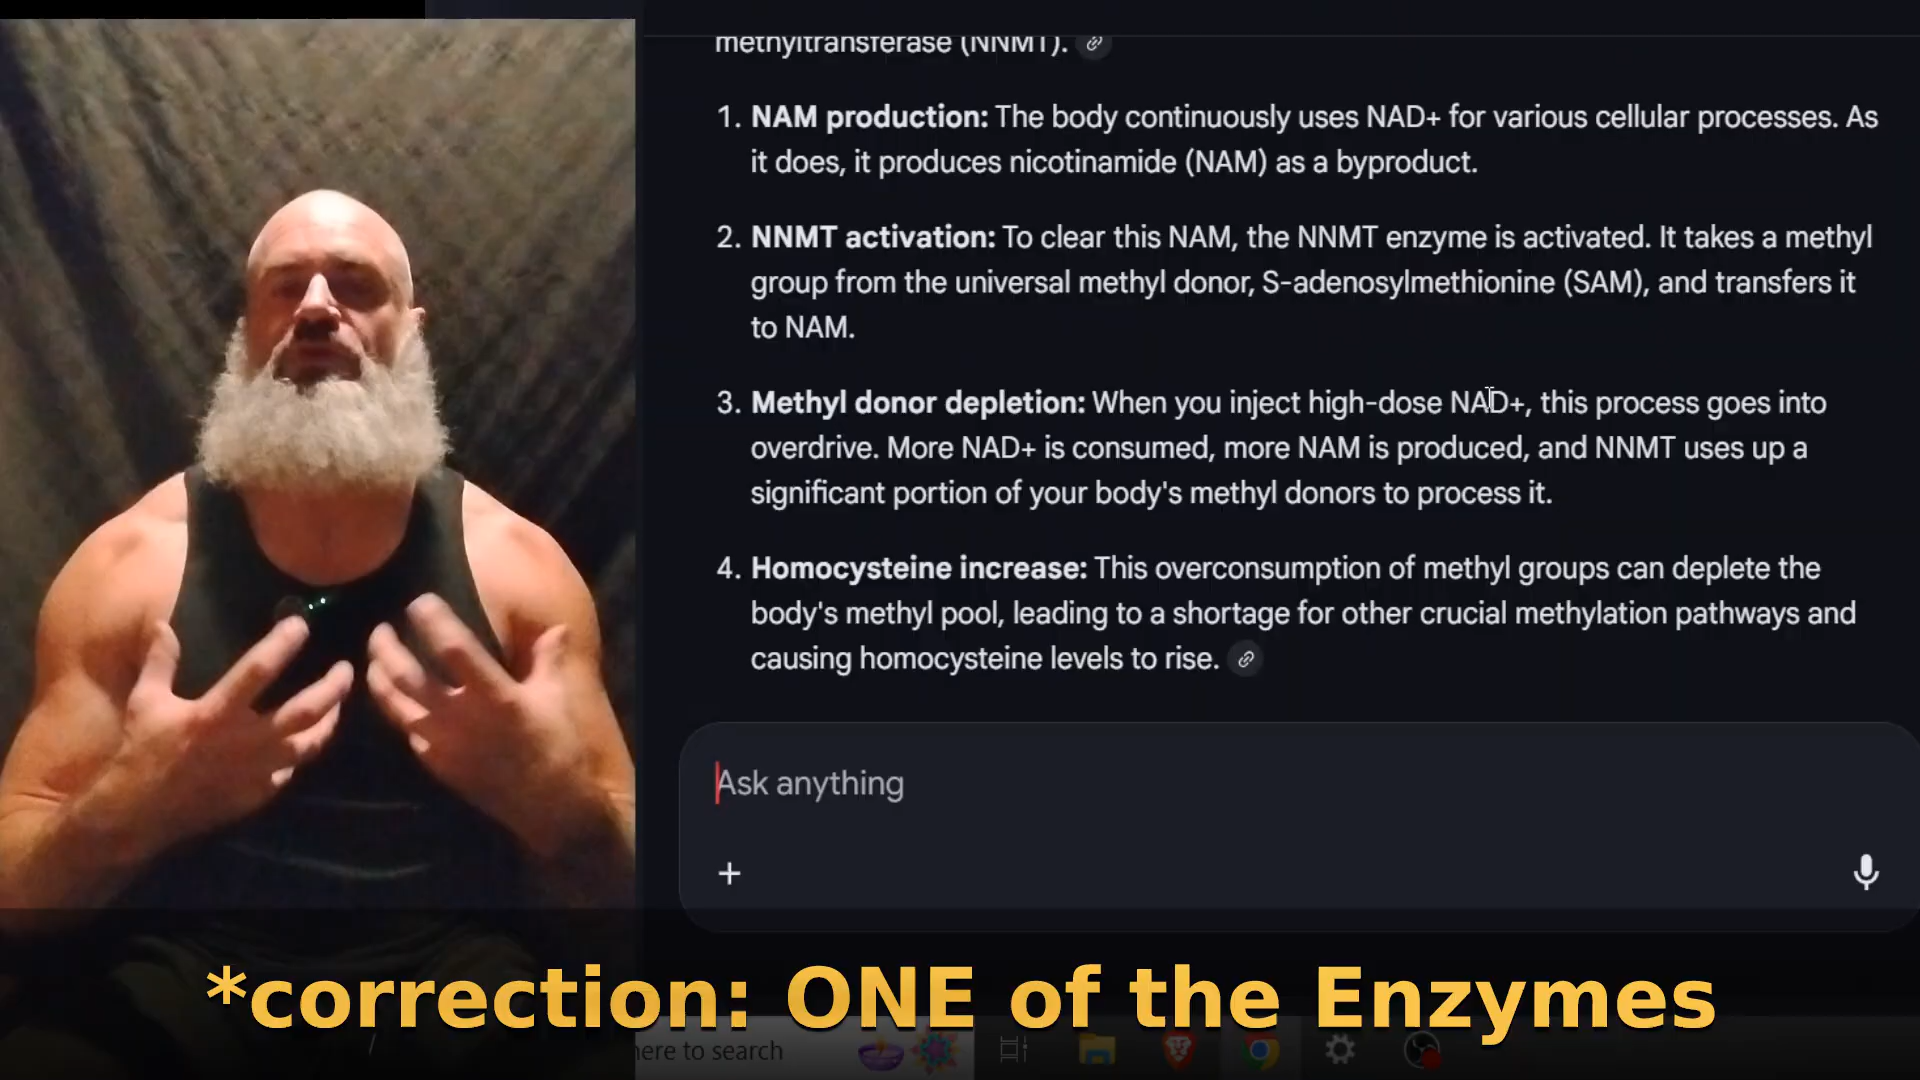 methyltransferase (NNMT).
1. NAM production: The body continuously uses NAD+ for various cellular processes. As
it does, it produces nicotinamide (NAM) as a byproduct.
2. NNMT activation: To clear this NAM, the NNMT enzyme is activated. It takes a methyl
group from the universal methyl donor, S-adenosylmethionine (SAM), and transfers it
to NAM.
3. Methyl donor depletion: When you inject high-dose NAD+, this process goes into
overdrive. More NAD+ is consumed, more NAM is produced, and NNMT uses up a
significant portion of your body's methyl donors to process it.
4. Homocysteine increase: This overconsumption of methyl groups can deplete the
body's methyl pool, leading to a shortage for other crucial methylation pathways and
causing homocysteine levels to rise.
Ask anything
*correction: ONE of the Enzymes
here to search